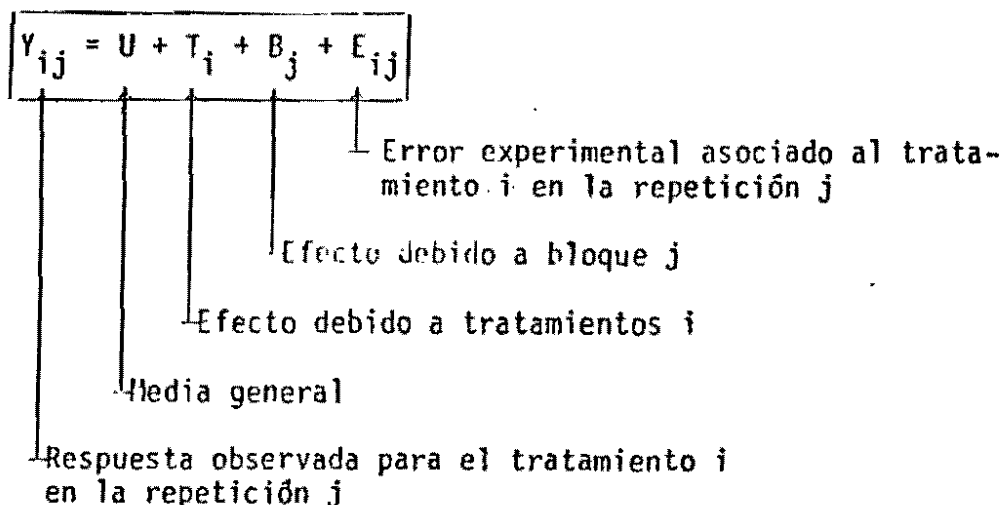 Y_ij = U + T_i + B_j + E_ij
Error experimental asociado al trata-
miento i en la repetición j
Efecto debido a bloque j
Efecto debido a tratamientos i
Media general
Respuesta observada para el tratamiento i
en la repetición j